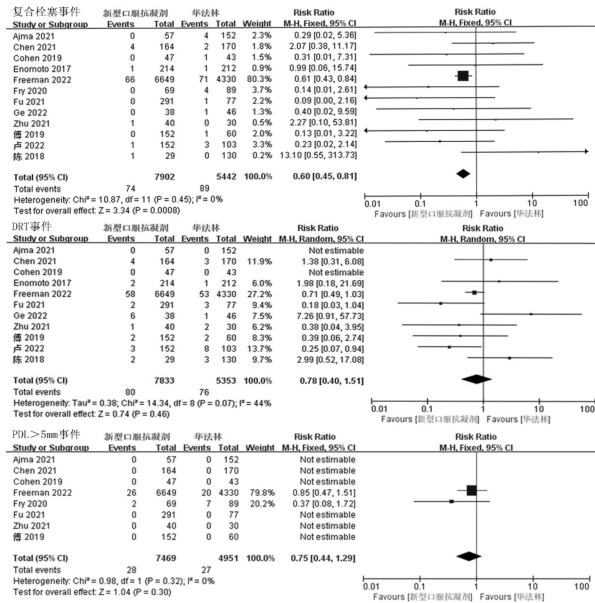 复合栓塞事件 新型口服抗凝剂 华法林 Risk Ratio Risk Ratio
Study or Subgroup Events Total Events Total Weight M-H, Fixed, 95% CI M-H, Fixed, 95% CI
Ajma 2021 0 57 4 152 2.3% 0.29 [0.02, 5.36]
Chen 2021 4 164 2 170 1.8% 2.07 [0.38, 11.17]
Cohen 2019 0 47 1 43 1.5% 0.31 [0.01, 7.31]
Enomoto 2017 1 214 1 212 0.9% 0.99 [0.06, 15.74]
Freeman 2022 66 6649 71 4330 80.3% 0.61 [0.43, 0.84]
Fry 2020 0 69 4 89 3.7% 0.14 [0.01, 2.61]
Fu 2021 0 291 1 77 2.2% 0.09 [0.00, 2.16]
Ge 2022 0 38 1 46 1.3% 0.40 [0.02, 9.59]
Zhu 2021 1 40 0 30 0.5% 2.27 [0.10, 53.81]
傅 2019 0 152 1 60 2.0% 0.13 [0.01, 3.22]
卢 2022 1 152 3 103 3.4% 0.23 [0.02, 2.14]
陈 2018 1 29 0 130 0.2% 13.10 [0.55, 313.73]
Total (95% CI) 7902 5442 100.0% 0.60 [0.45, 0.81]
Total events 74 89
Heterogeneity: Chi² = 10.87, df = 11 (P = 0.45); I² = 0%
Test for overall effect: Z = 3.34 (P = 0.0008)
0.01 0.1 1 10 100
Favours [新型口服抗凝剂] Favours [华法林]
DRT事件 新型口服抗凝剂 华法林 Risk Ratio Risk Ratio
Study or Subgroup Events Total Events Total Weight M-H, Random, 95% CI M-H, Random, 95% CI
Ajma 2021 0 57 0 152 Not estimable
Chen 2021 4 164 3 170 11.9% 1.38 [0.31, 6.08]
Cohen 2019 0 47 0 43 Not estimable
Enomoto 2017 2 214 1 212 6.0% 1.98 [0.18, 21.69]
Freeman 2022 58 6649 53 4330 27.2% 0.71 [0.49, 1.03]
Fu 2021 2 291 3 77 9.4% 0.18 [0.03, 1.04]
Ge 2022 6 38 1 46 7.5% 7.26 [0.91, 57.73]
Zhu 2021 1 40 2 30 6.2% 0.38 [0.04, 3.95]
傅 2019 2 152 2 60 8.7% 0.39 [0.06, 2.74]
卢 2022 3 152 8 103 13.3% 0.25 [0.07, 0.94]
陈 2018 2 29 3 130 9.7% 2.99 [0.52, 17.08]
Total (95% CI) 7833 5353 100.0% 0.78 [0.40, 1.51]
Total events 80 76
Heterogeneity: Tau² = 0.38; Chi² = 14.34, df = 8 (P = 0.07); I² = 44%
Test for overall effect: Z = 0.74 (P = 0.46)
0.01 0.1 1 10 100
Favours [新型口服抗凝剂] Favours [华法林]
PDL＞5mm事件 新型口服抗凝剂 华法林 Risk Ratio Risk Ratio
Study or Subgroup Events Total Events Total Weight M-H, Fixed, 95% CI M-H, Fixed, 95% CI
Ajma 2021 0 57 0 152 Not estimable
Chen 2021 0 164 0 170 Not estimable
Cohen 2019 0 47 0 43 Not estimable
Freeman 2022 26 6649 20 4330 79.8% 0.85 [0.47, 1.51]
Fry 2020 2 69 7 89 20.2% 0.37 [0.08, 1.72]
Fu 2021 0 291 0 77 Not estimable
Zhu 2021 0 40 0 30 Not estimable
傅 2019 0 152 0 60 Not estimable
Total (95% CI) 7469 4951 100.0% 0.75 [0.44, 1.29]
Total events 28 27
Heterogeneity: Chi² = 0.98, df = 1 (P = 0.32); I² = 0%
Test for overall effect: Z = 1.04 (P = 0.30)
0.01 0.1 1 10 100
Favours [新型口服抗凝剂] Favours [华法林]